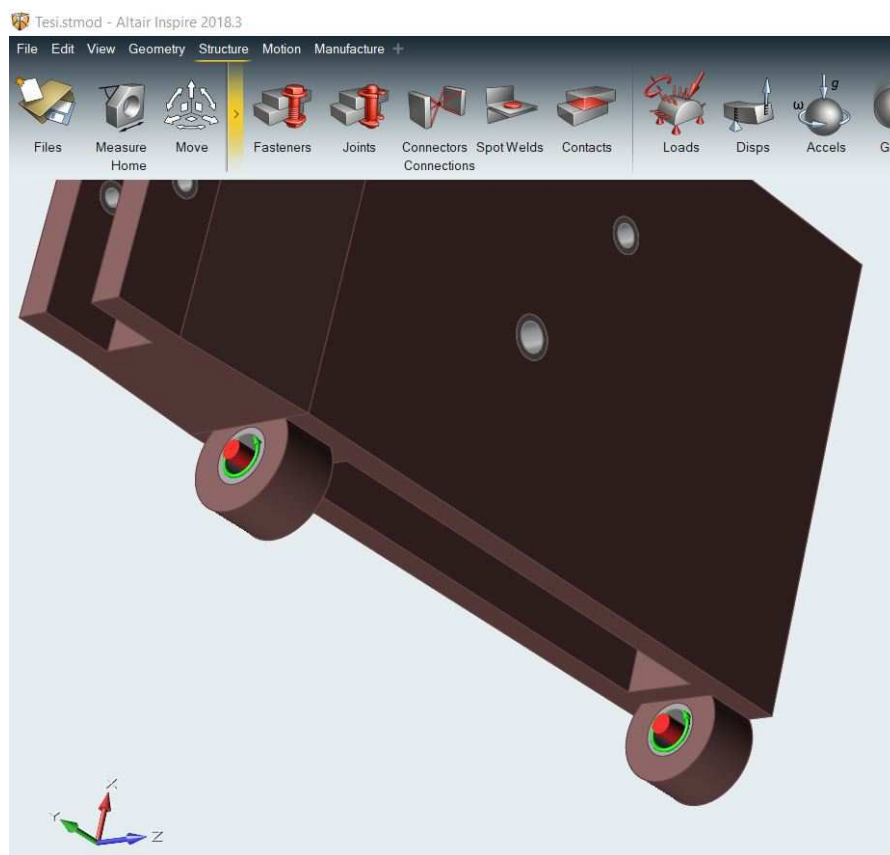 Tesi.stmod - Altair Inspire 2018.3
File Edit View Geometry Structure Motion Manufacture +
Files Measure Move Fasteners Joints Connectors Spot Welds Contacts Loads Disps Accels
Home Connections
g
ω
X
Y
Z